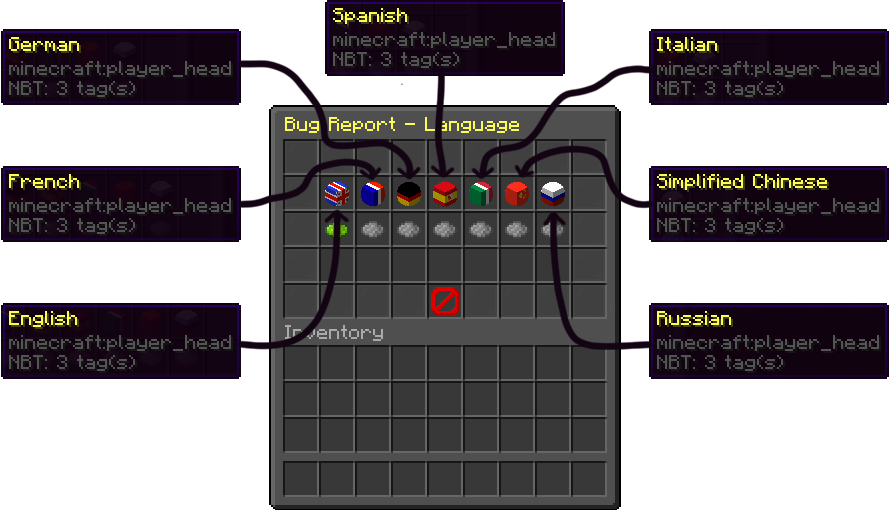 Spanish
minecraft:player_head
NBT: 3 tag(s)
German
minecraft:player_head
NBT: 3 tag(s)
Italian
minecraft:player_head
NBT: 3 tag(s)
Bug Report - Language
French
minecraft:player_head
NBT: 3 tag(s)
Simplified Chinese
minecraft:player_head
NBT: 3 tag(s)
English
minecraft:player_head
NBT: 3 tag(s)
Inventory
Russian
minecraft:player_head
NBT: 3 tag(s)